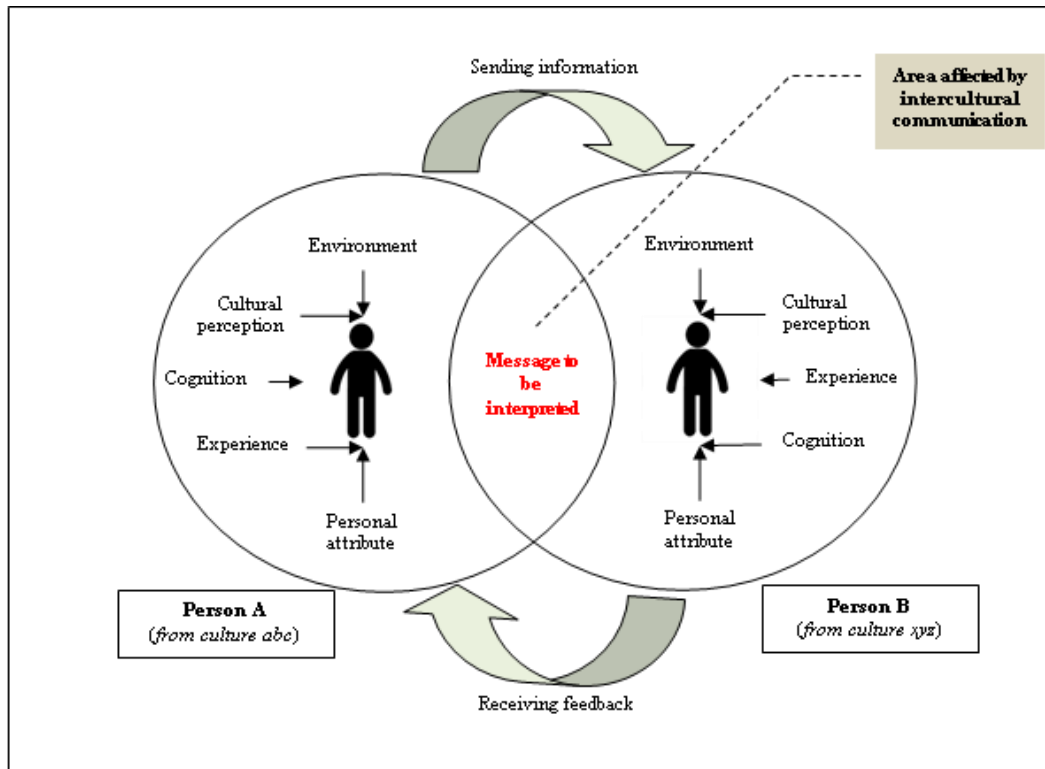 Sending information
Area affected by
intercultural
communication
Environment
Cultural
perception
Cognition
Experience
Personal
attribute
Message to
be
interpreted
Environment
Cultural
perception
Experience
Cognition
Personal
attribute
Person A
(from culture abc)
Person B
(from culture xyz)
Receiving feedback